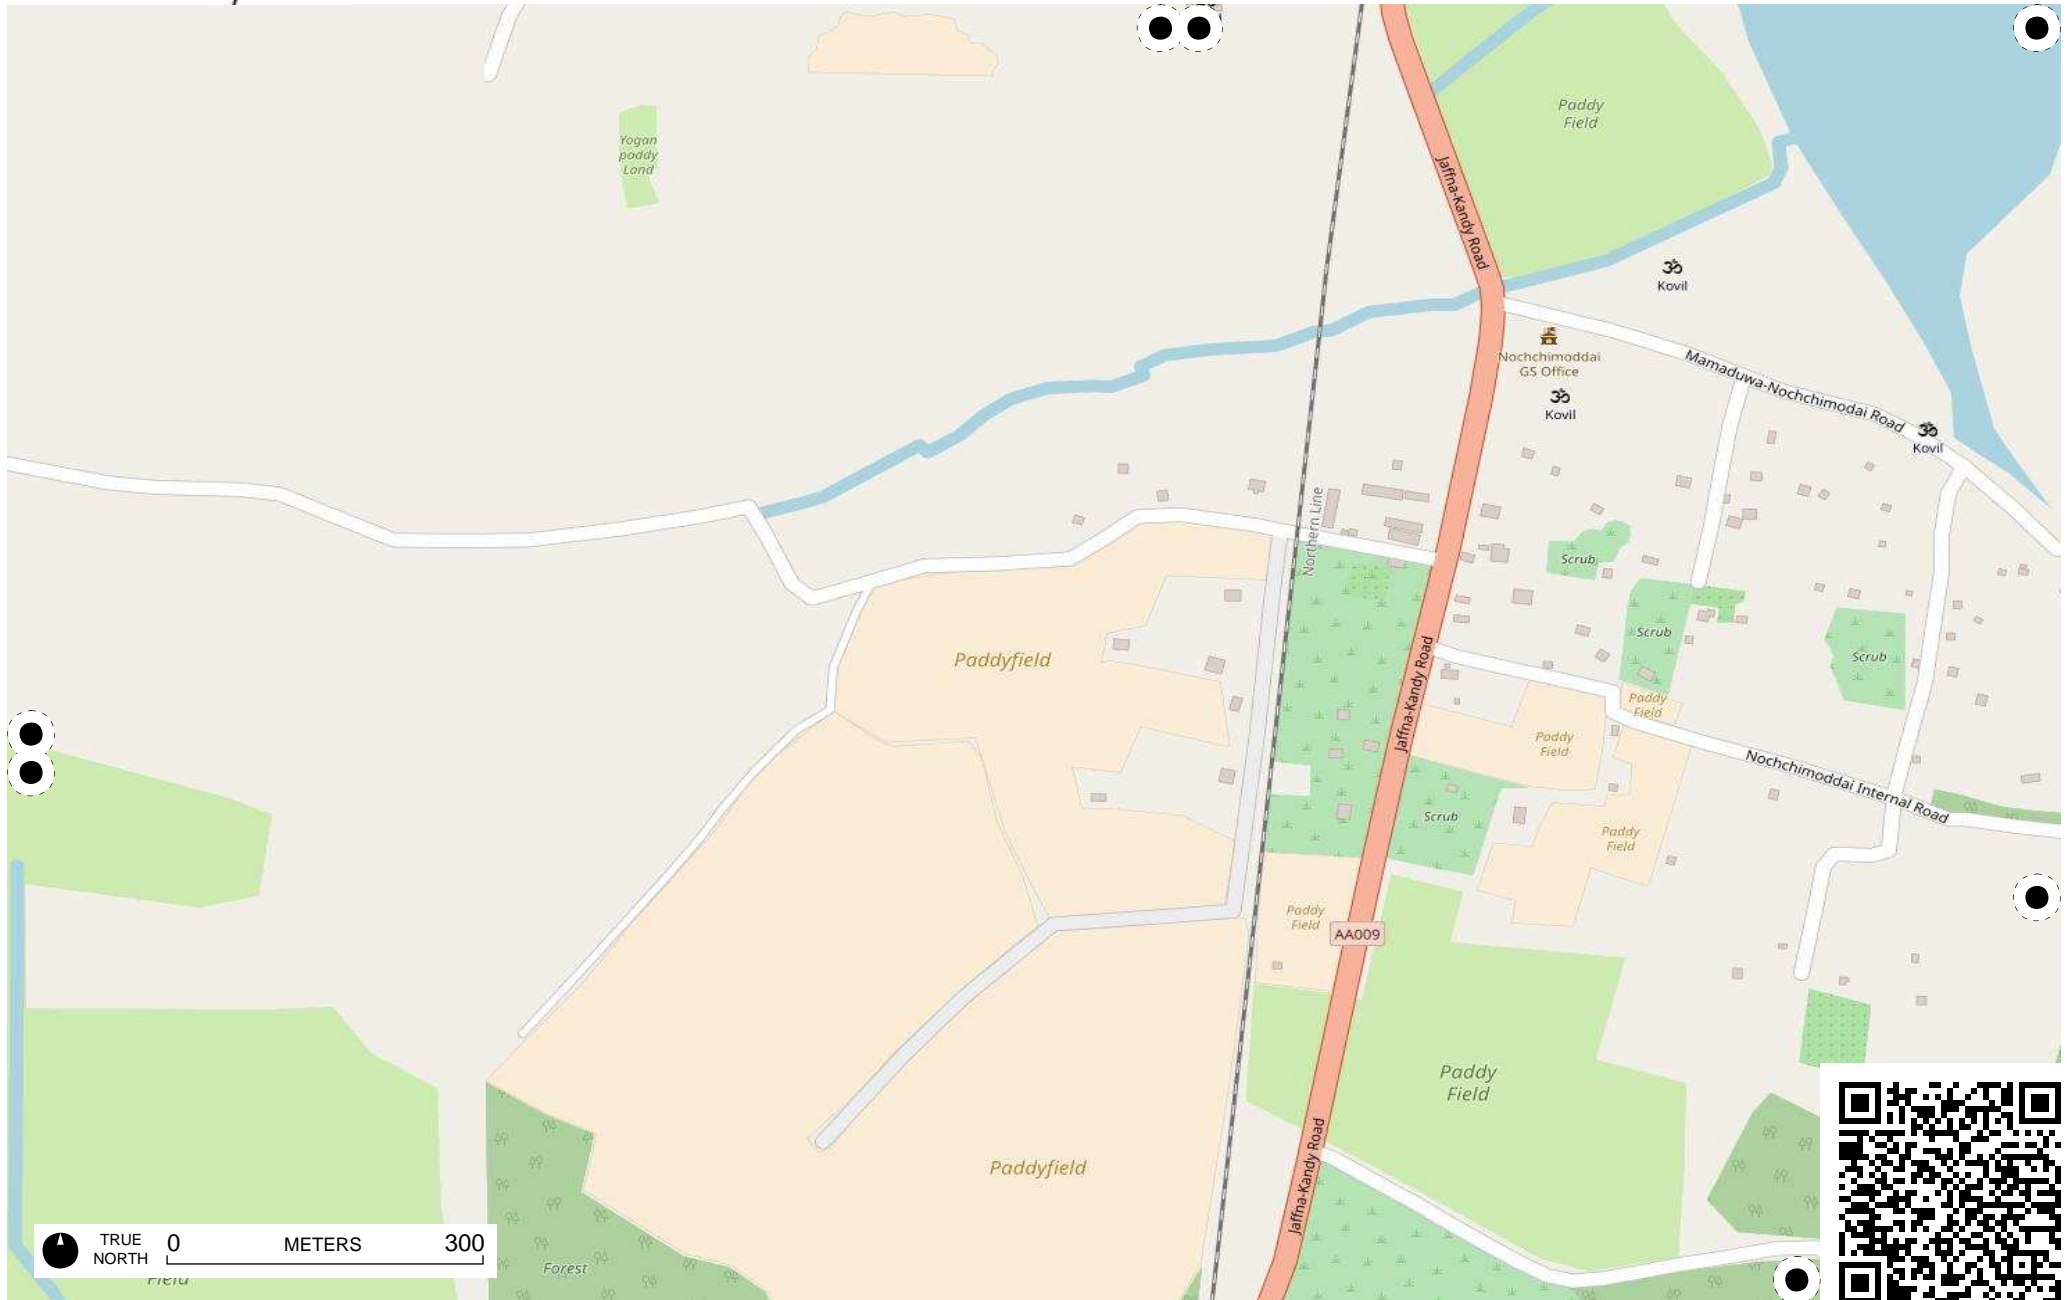 Paddy
Field
Yogan
paddy
Land
Jaffna-Kandy Road
Kovil
Nochchimoddai
GS Office
Kovil
Mamaduwa-Nochchimodai Road
Kovil
Northern Line
Scrub
Scrub
Scrub
Paddyfield
Jaffna-Kandy Road
Paddy
Field
Paddy
Field
Nochchimoddai Internal Road
Scrub
Paddy
Field
Paddy
Field
AA009
Paddy
Field
Paddyfield
Jaffna-Kandy Road
TRUE
NORTH
0
METERS
300
Field
Forest